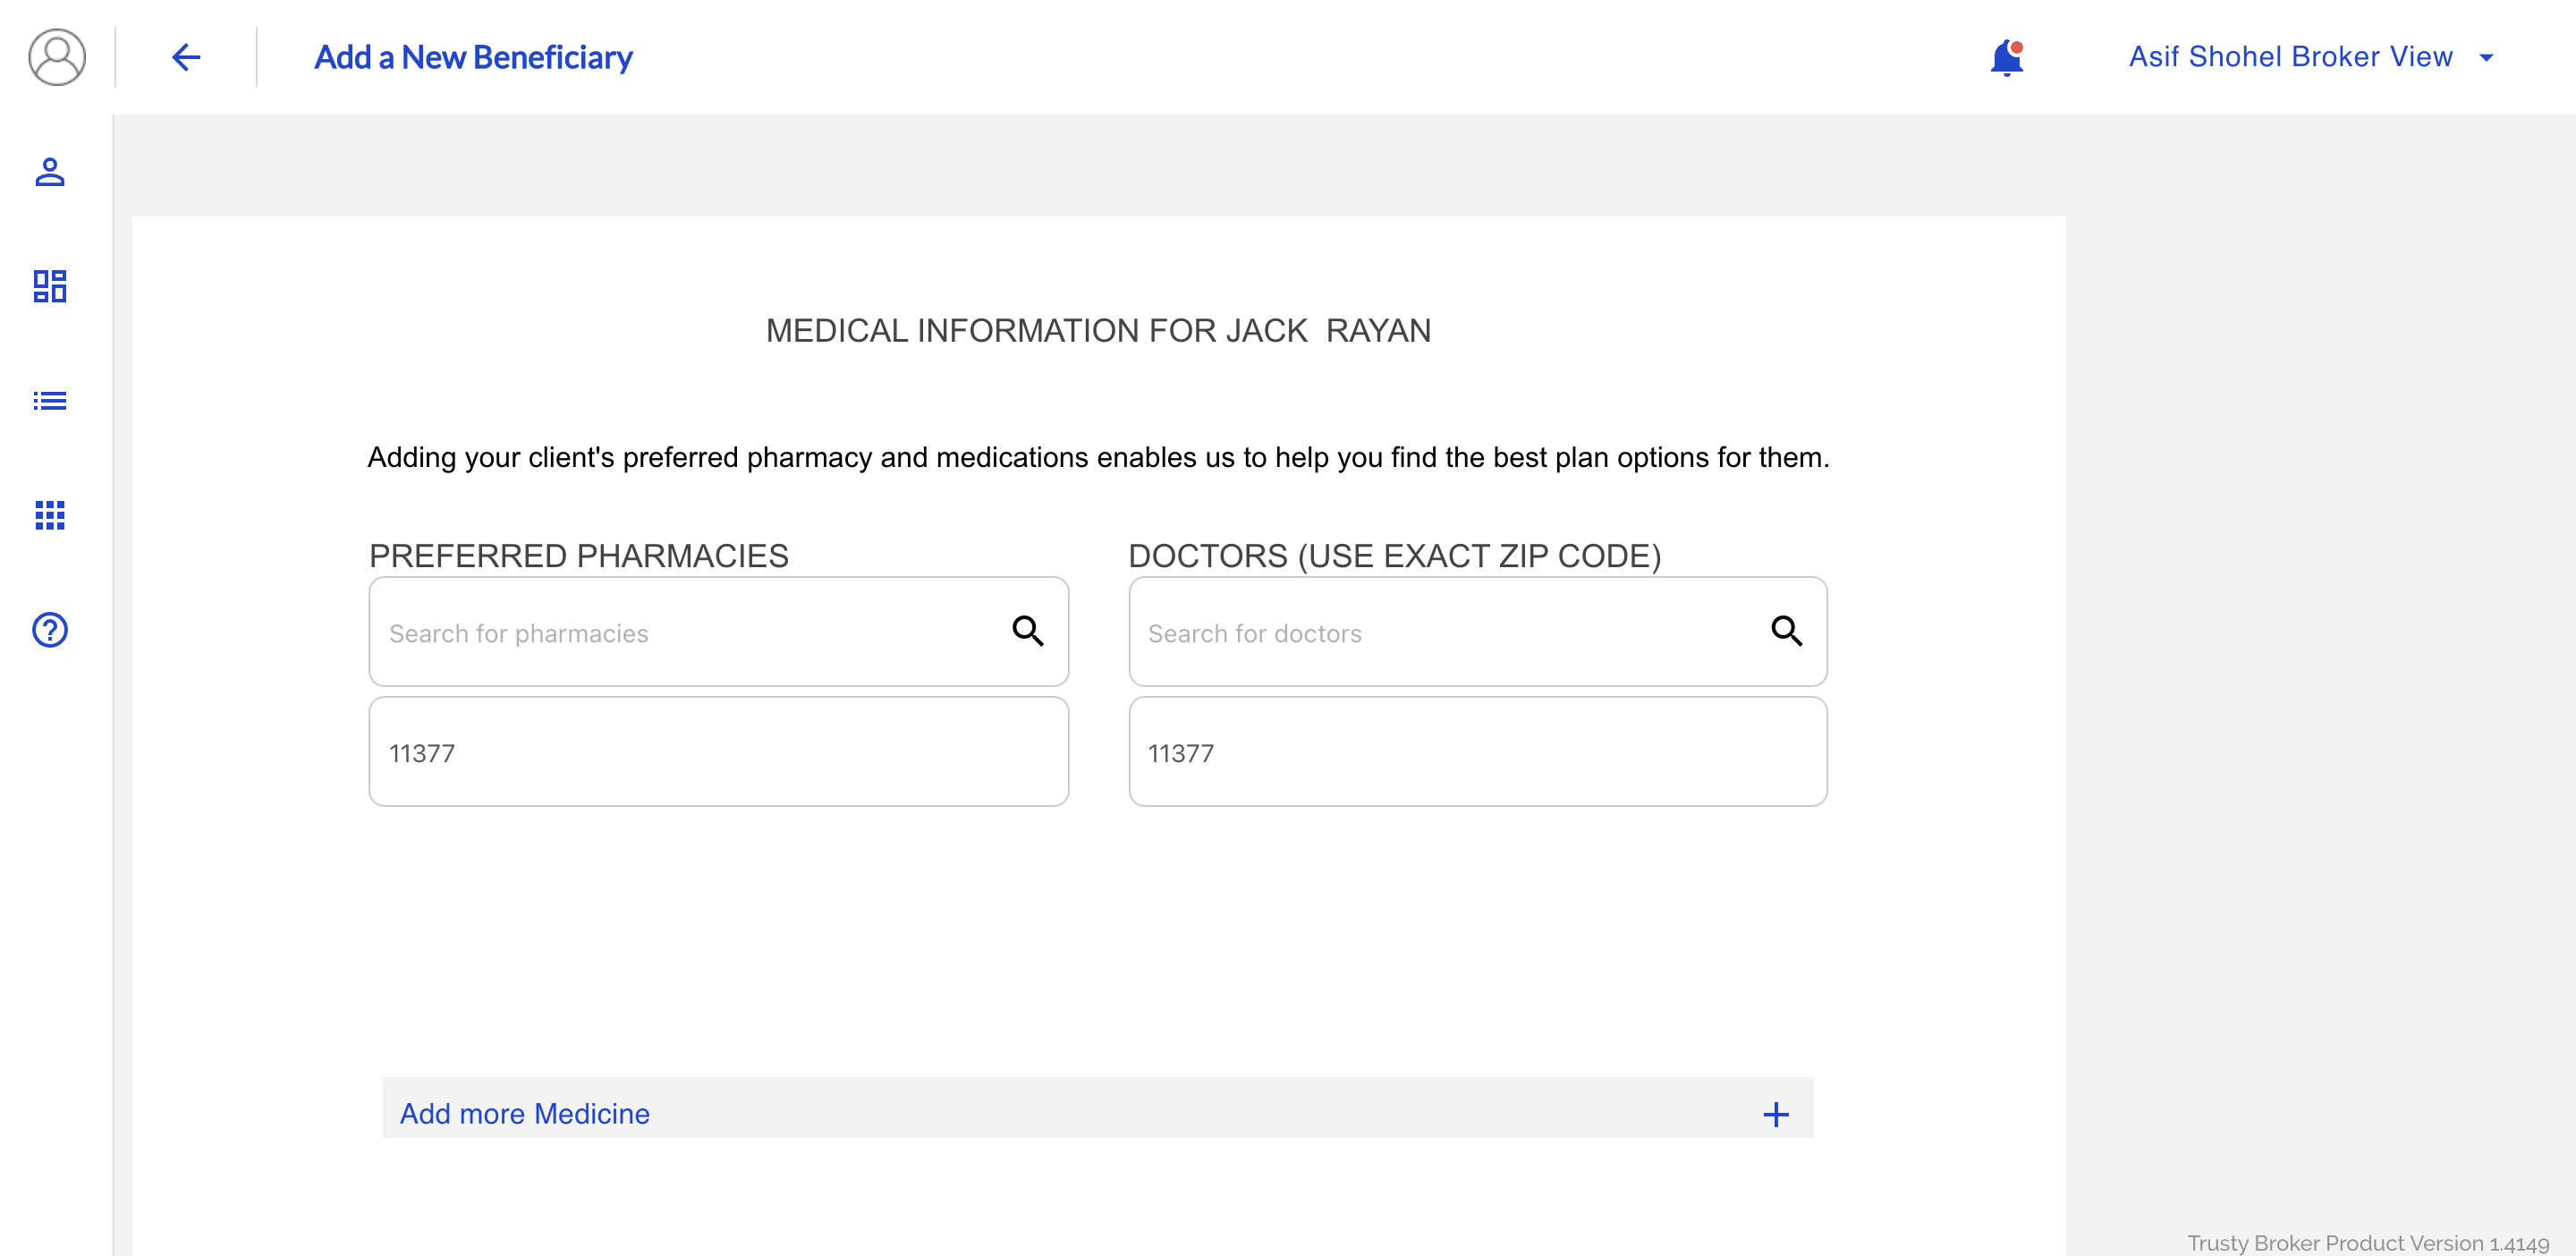 Add a New Beneficiary
Asif Shohel Broker View
MEDICAL INFORMATION FOR JACK  RAYAN
Adding your client's preferred pharmacy and medications enables us to help you find the best plan options for them.
PREFERRED PHARMACIES
Search for pharmacies
11377
DOCTORS (USE EXACT ZIP CODE)
Search for doctors
11377
Add more Medicine
Trusty Broker Product Version 1.4149